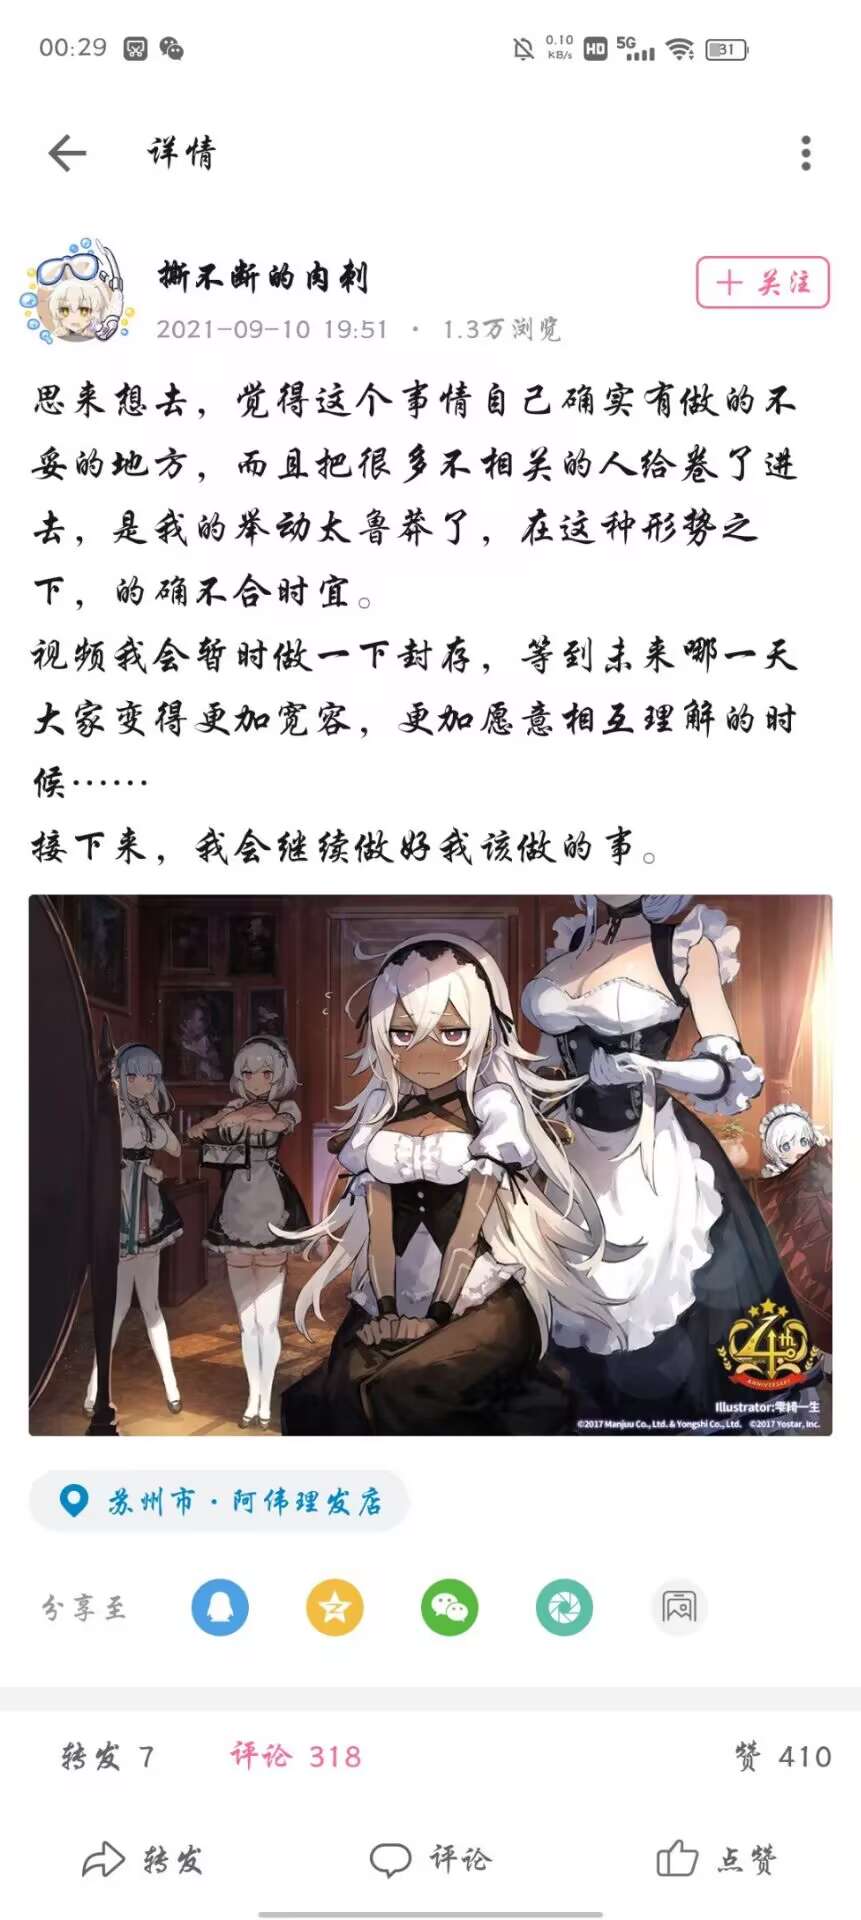 00:29
0.10
KB/s
HD
5G
31
详情
撕不断的肉刺
2021-09-10 19:51 · 1.3万浏览
+ 关注
思来想去，觉得这个事情自己确实有做的不
妥的地方，而且把很多不相关的人给卷了进
去，是我的举动太鲁莽了，在这种形势之
下，的确不合时宜。
视频我会暂时做一下封存，等到未来哪一天
大家变得更加宽容，更加愿意相互理解的时
候……
接下来，我会继续做好我该做的事。
4th
ANNIVERSARY
Illustrator:雫綺一生
©2017 Manjuu Co., Ltd. & Yongshi Co., Ltd. ©2017 Yostar, Inc.
苏州市·阿伟理发店
分享至
转发 7
评论 318
赞 410
转发
评论
点赞